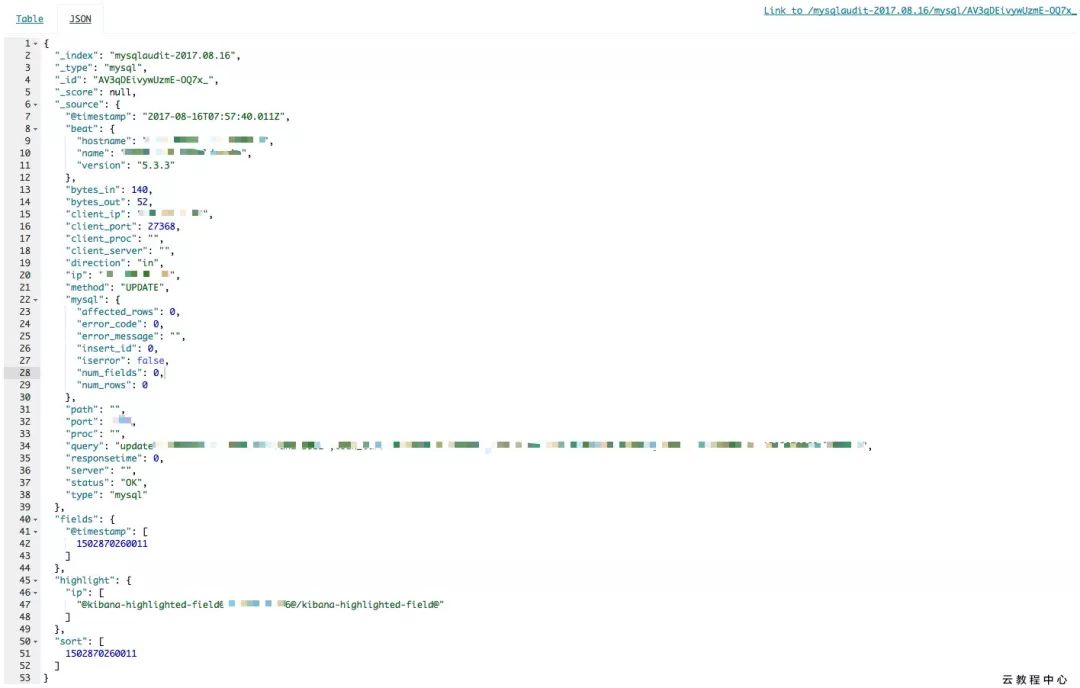 Table JSON Link to /mysqlaudit-2017.08.16/mysql/AV3qDEivywUzmE-OQ7x_
1 {
2 "_index": "mysqlaudit-2017.08.16",
3 "_type": "mysql",
4 "_id": "AV3qDEivywUzmE-OQ7x_",
5 "_score": null,
6 "_source": {
7 "@timestamp": "2017-08-16T07:57:40.011Z",
8 "beat": {
9 "hostname": "",
10 "name": "",
11 "version": "5.3.3"
12 },
13 "bytes_in": 140,
14 "bytes_out": 52,
15 "client_ip": "",
16 "client_port": 27368,
17 "client_proc": "",
18 "client_server": "",
19 "direction": "in",
20 "ip": "",
21 "method": "UPDATE",
22 "mysql": {
23 "affected_rows": 0,
24 "error_code": 0,
25 "error_message": "",
26 "insert_id": 0,
27 "iserror": false,
28 "num_fields": 0,
29 "num_rows": 0
30 },
31 "path": "",
32 "port": ,
33 "proc": "",
34 "query": "update ",
35 "responsetime": 0,
36 "server": "",
37 "status": "OK",
38 "type": "mysql"
39 },
40 "fields": {
41 "@timestamp": [
42 1502870260011
43 ]
44 },
45 "highlight": {
46 "ip": [
47 "@kibana-highlighted-field@ 6@/kibana-highlighted-field@"
48 ]
49 },
50 "sort": [
51 1502870260011
52 ]
53 }
云教程中心